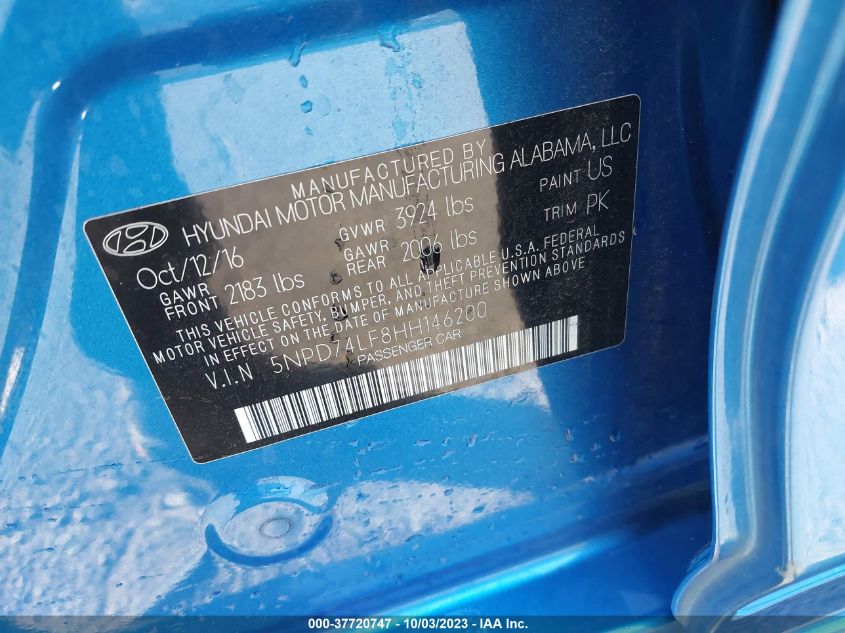 MANUFACTURED BY
HYUNDAI MOTOR MANUFACTURING ALABAMA, LLC
Oct/12/16 GVWR 3924 lbs PAINT US
GAWR FRONT 2183 lbs GAWR REAR 2006 lbs TRIM PK
THIS VEHICLE CONFORMS TO ALL APPLICABLE U.S.A. FEDERAL
MOTOR VEHICLE SAFETY, BUMPER, AND THEFT PREVENTION STANDARDS
IN EFFECT ON THE DATE OF MANUFACTURE SHOWN ABOVE
V.I.N 5NPD74LF8HH146200
PASSENGER CAR
000-37720747 - 10/03/2023 - IAA Inc.